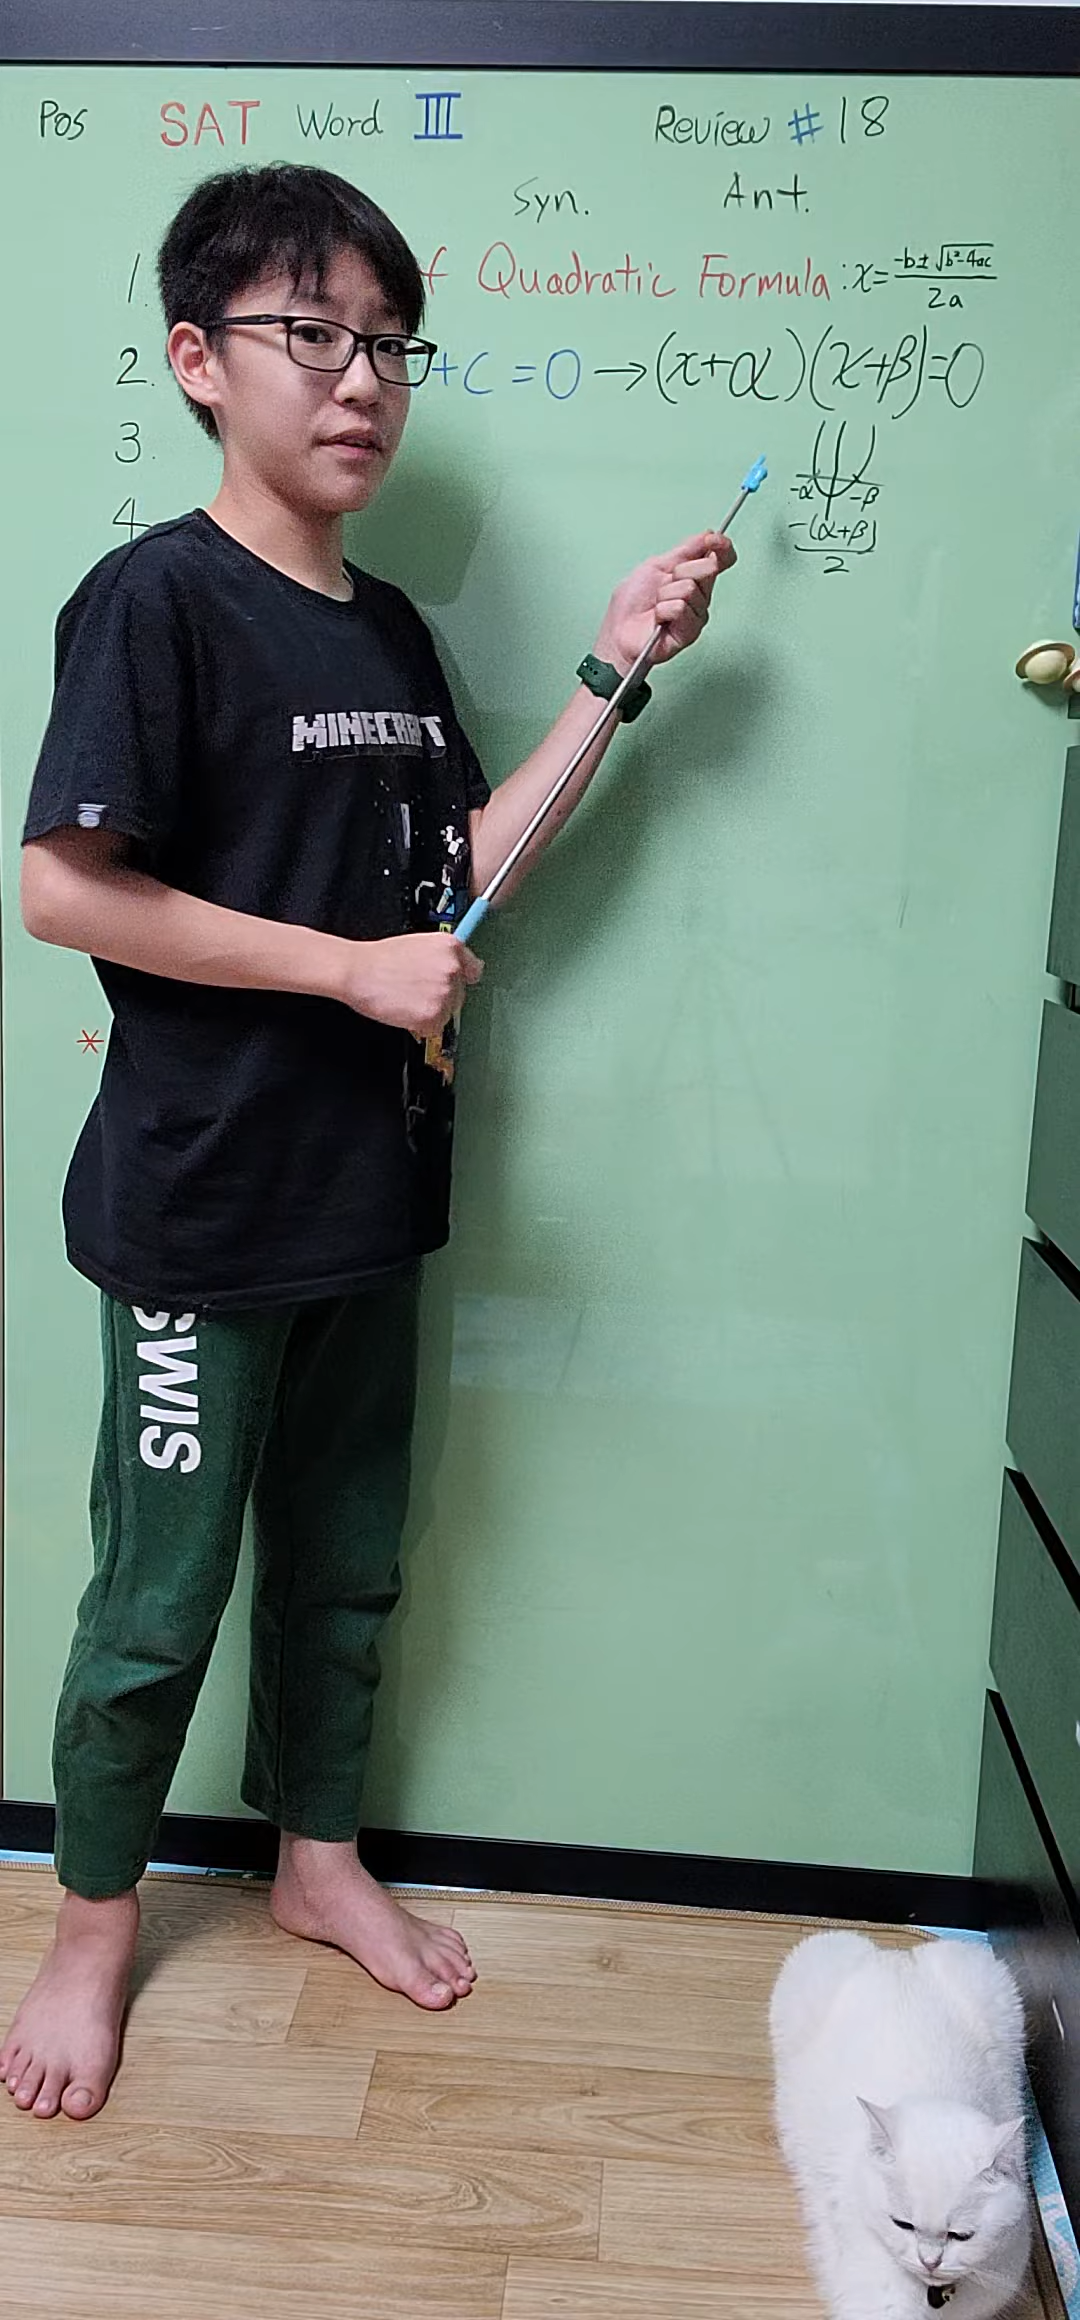 Pos SAT Word III Review #18
Syn. Ant.
1. f Quadratic Formula : x = (-b ± √(b²-4ac)) / 2a
2. +C = 0 → (x+α)(x+β)=0
3.
4
-α -β
-(α+β)
2
MINECRAFT
SWIS
*